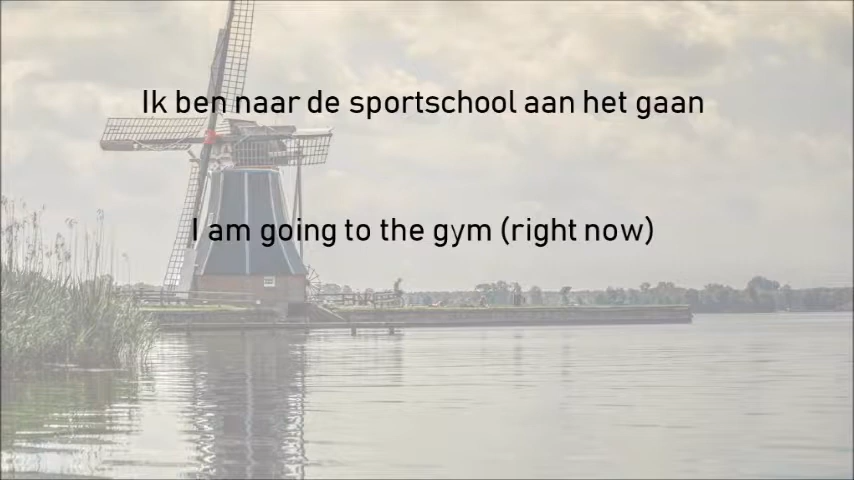 Ik ben naar de sportschool aan het gaan
I am going to the gym (right now)